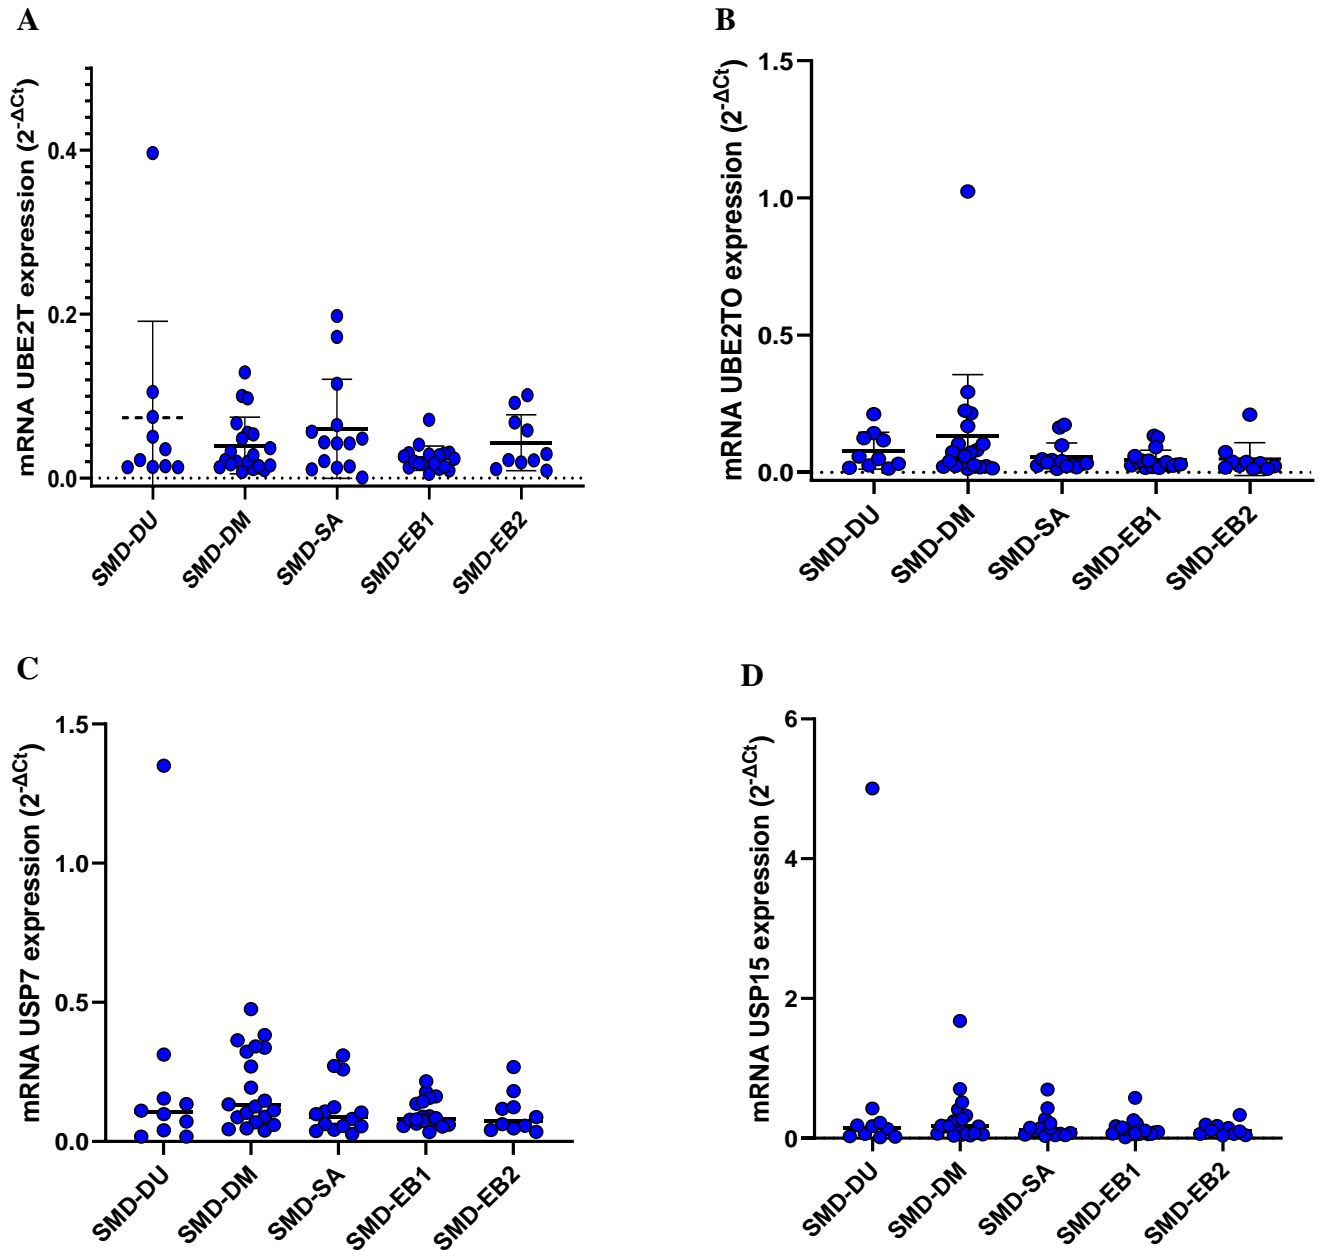 A
mRNA UBE2T expression (2^-ΔCt)
0.4
0.2
0.0
SMD-DU
SMD-DM
SMD-SA
SMD-EB1
SMD-EB2
B
mRNA UBE2TO expression (2^-ΔCt)
1.5
1.0
0.5
0.0
SMD-DU
SMD-DM
SMD-SA
SMD-EB1
SMD-EB2
C
mRNA USP7 expression (2^-ΔCt)
1.5
1.0
0.5
0.0
SMD-DU
SMD-DM
SMD-SA
SMD-EB1
SMD-EB2
D
mRNA USP15 expression (2^-ΔCt)
6
4
2
0
SMD-DU
SMD-DM
SMD-SA
SMD-EB1
SMD-EB2